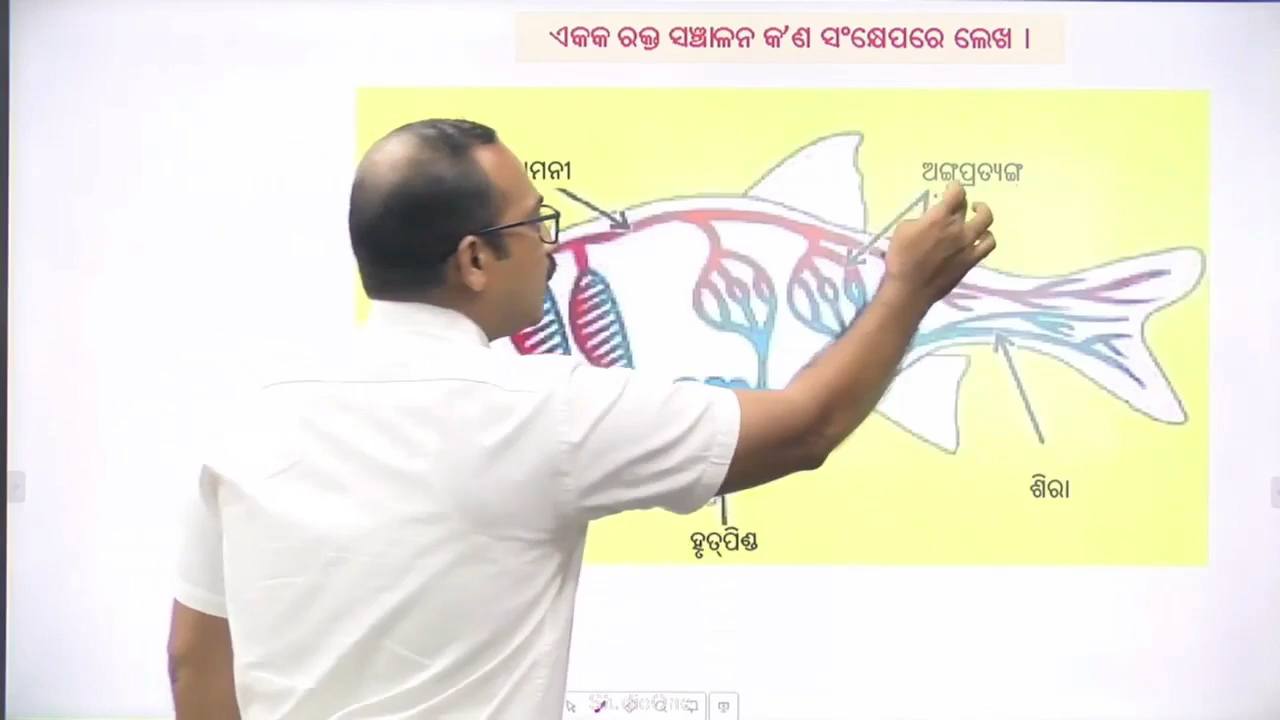 ଏକକ ରକ୍ତ ସଞ୍ଚାଳନ କ'ଣ ସଂକ୍ଷେପରେ ଲେଖ ।
ଅଙ୍ଗପ୍ରତ୍ୟଙ୍ଗ
ଶିରା
ହୃତ୍‌ପିଣ୍ଡ